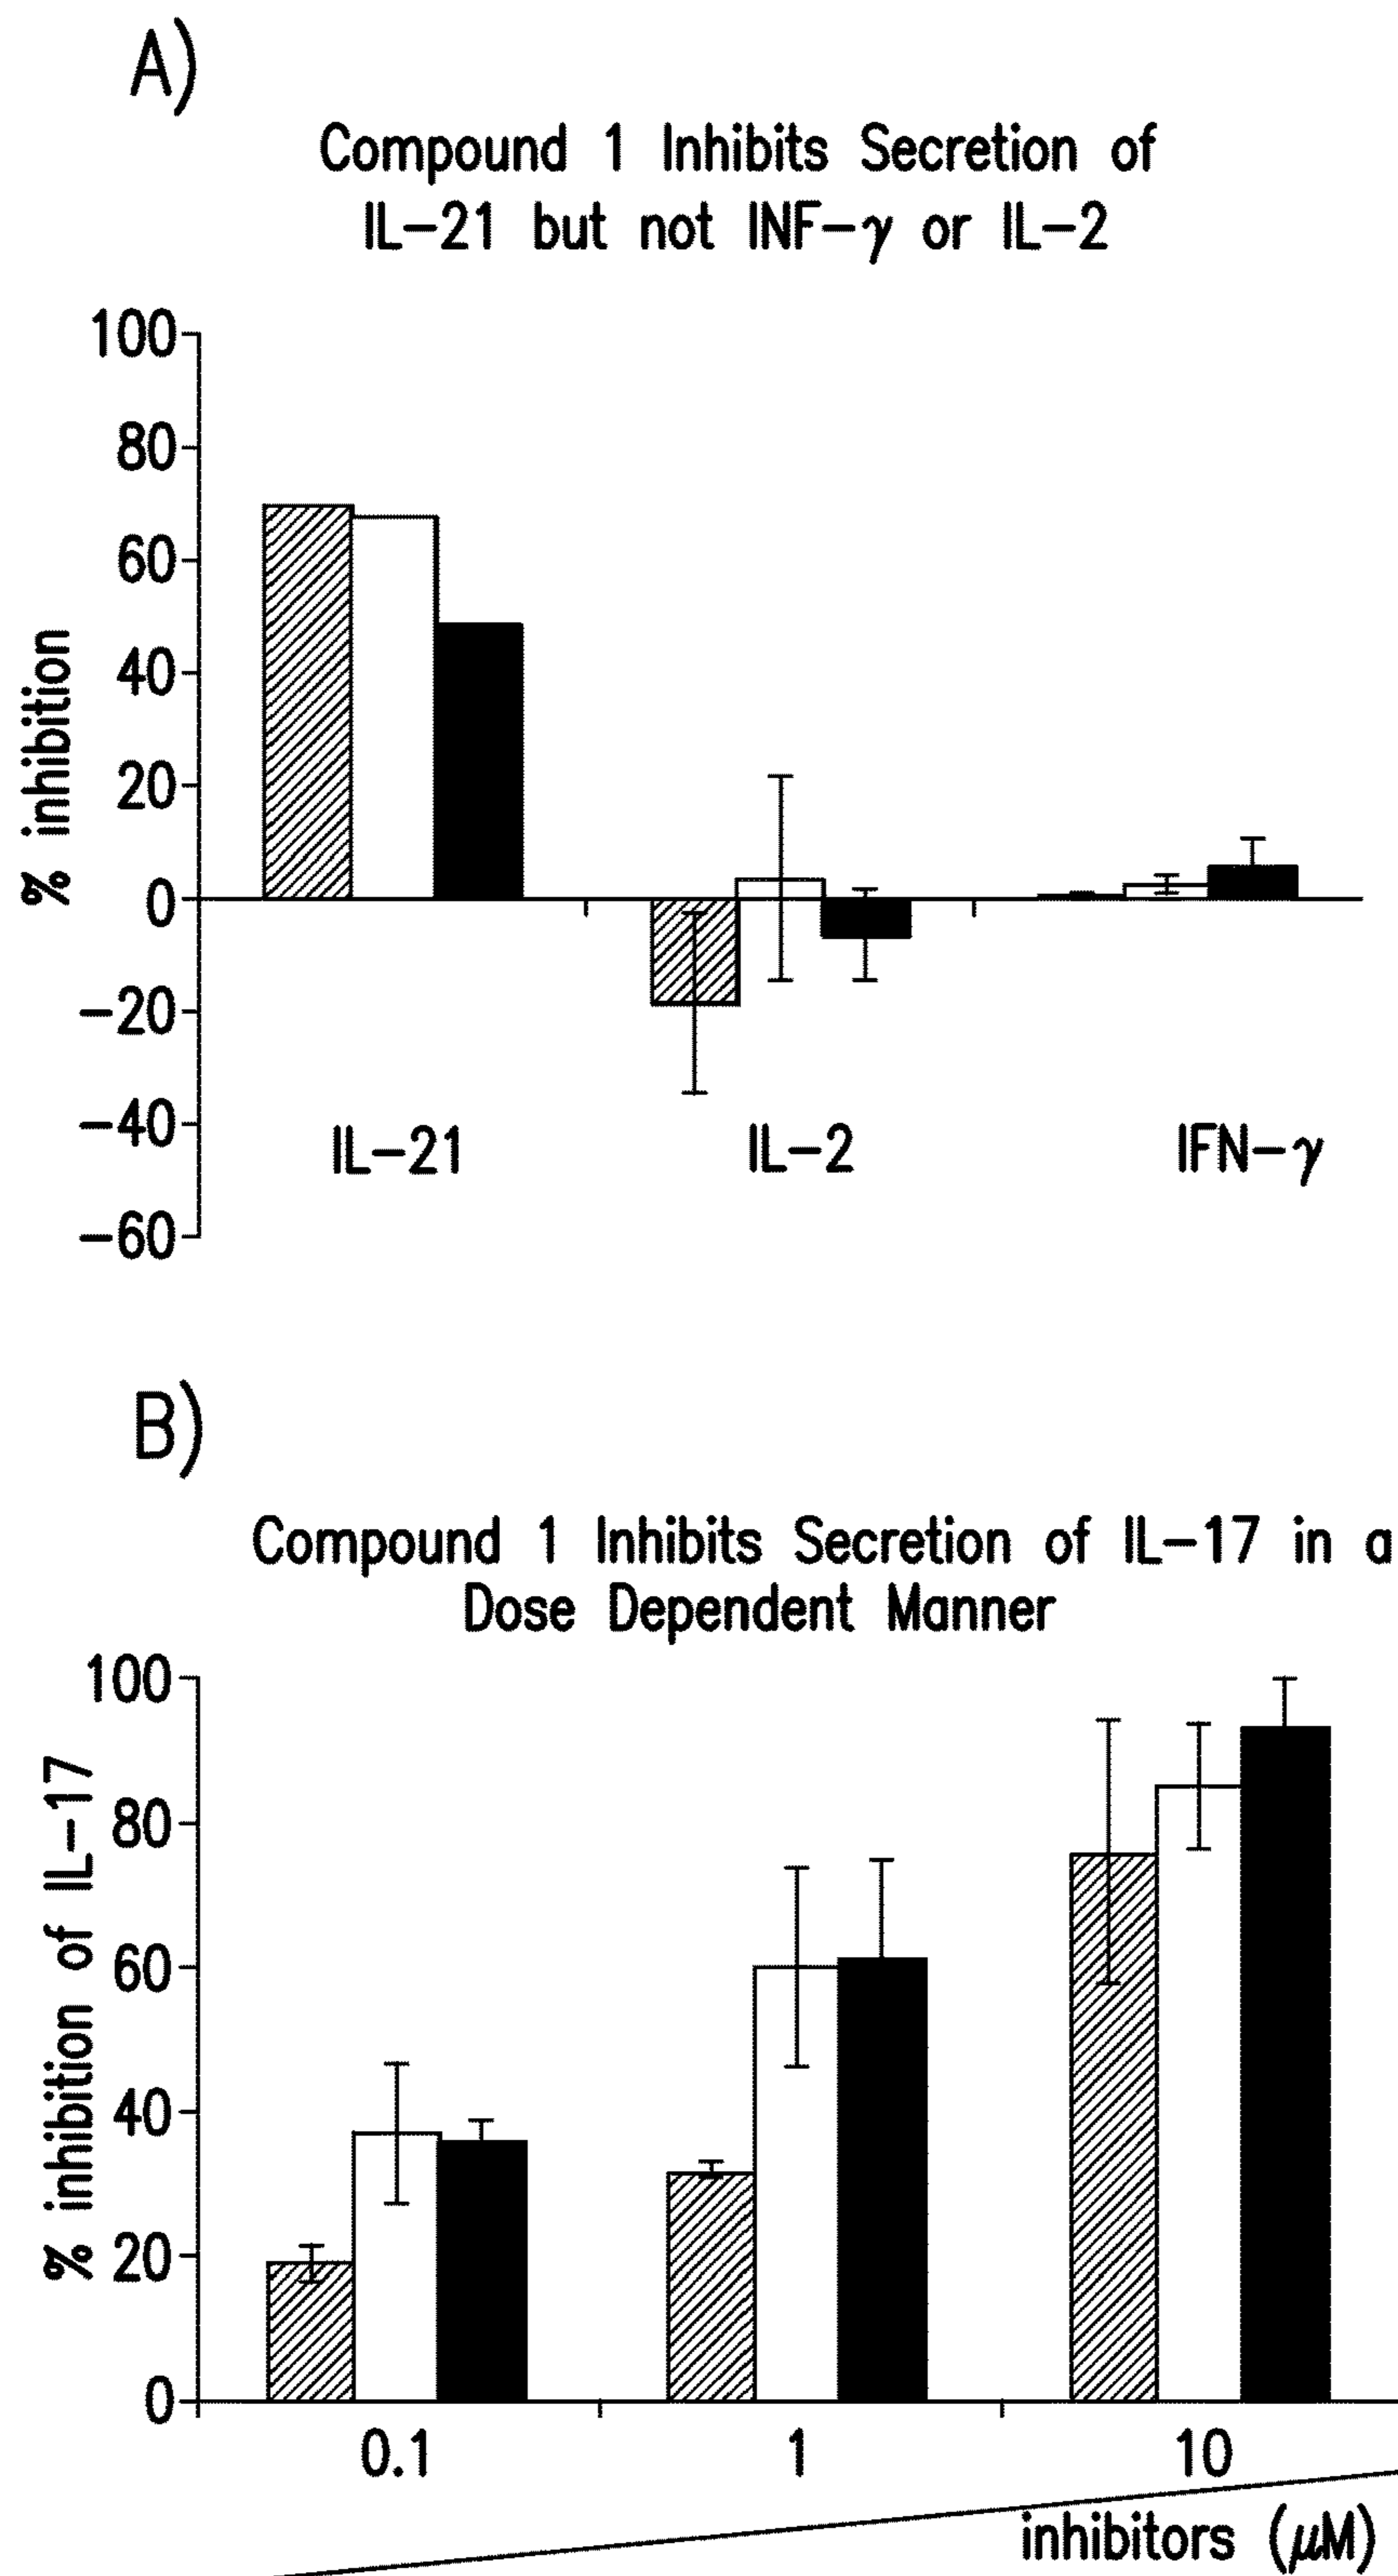 A)
Compound 1 Inhibits Secretion of
IL-21 but not INF-γ or IL-2
100
80
60
40
20
0
-20
-40
-60
% inhibition
IL-21
IL-2
IFN-γ
B)
Compound 1 Inhibits Secretion of IL-17 in a
Dose Dependent Manner
100
80
60
40
20
0
% inhibition of IL-17
0.1
1
10
inhibitors (μM)